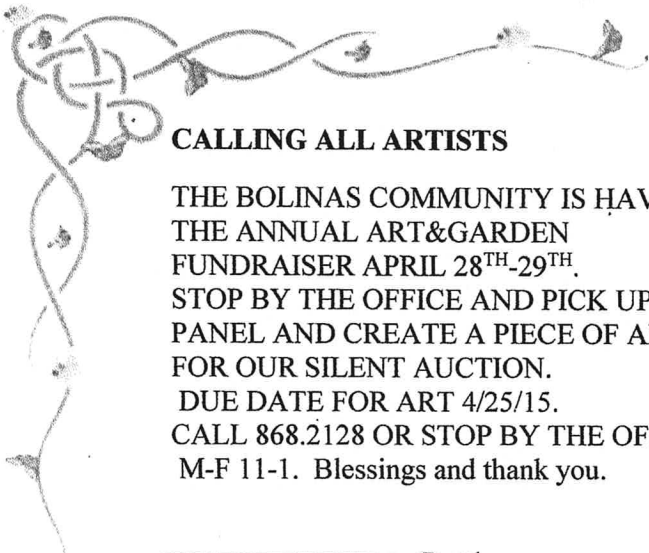 CALLING ALL ARTISTS
THE BOLINAS COMMUNITY IS HAV
THE ANNUAL ART&GARDEN
FUNDRAISER APRIL 28TH-29TH.
STOP BY THE OFFICE AND PICK UP
PANEL AND CREATE A PIECE OF A
FOR OUR SILENT AUCTION.
DUE DATE FOR ART 4/25/15.
CALL 868.2128 OR STOP BY THE OF
M-F 11-1. Blessings and thank you.